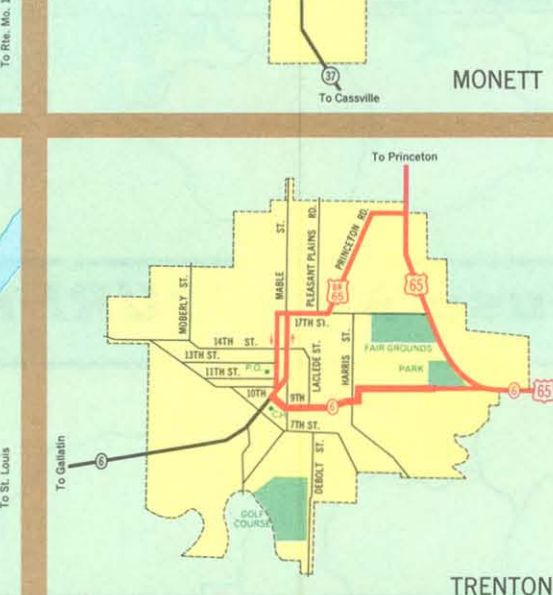 To Rte. Mo. 1
37
To Cassville
MONETT
To Princeton
MABLE ST.
PLEASANT PLAINS RD.
PRINCETON RD.
BR 65
65
MOBERLY ST.
17TH ST.
14TH ST.
13TH ST.
11TH ST.
P.O.
LACLEDE ST.
HARRIS ST.
FAIR GROUNDS
PARK
10TH
9TH
6
6
65
C.H.
7TH ST.
To Gallatin
6
To St. Louis
DEBOLT ST.
GOLF
COURSE
TRENTON